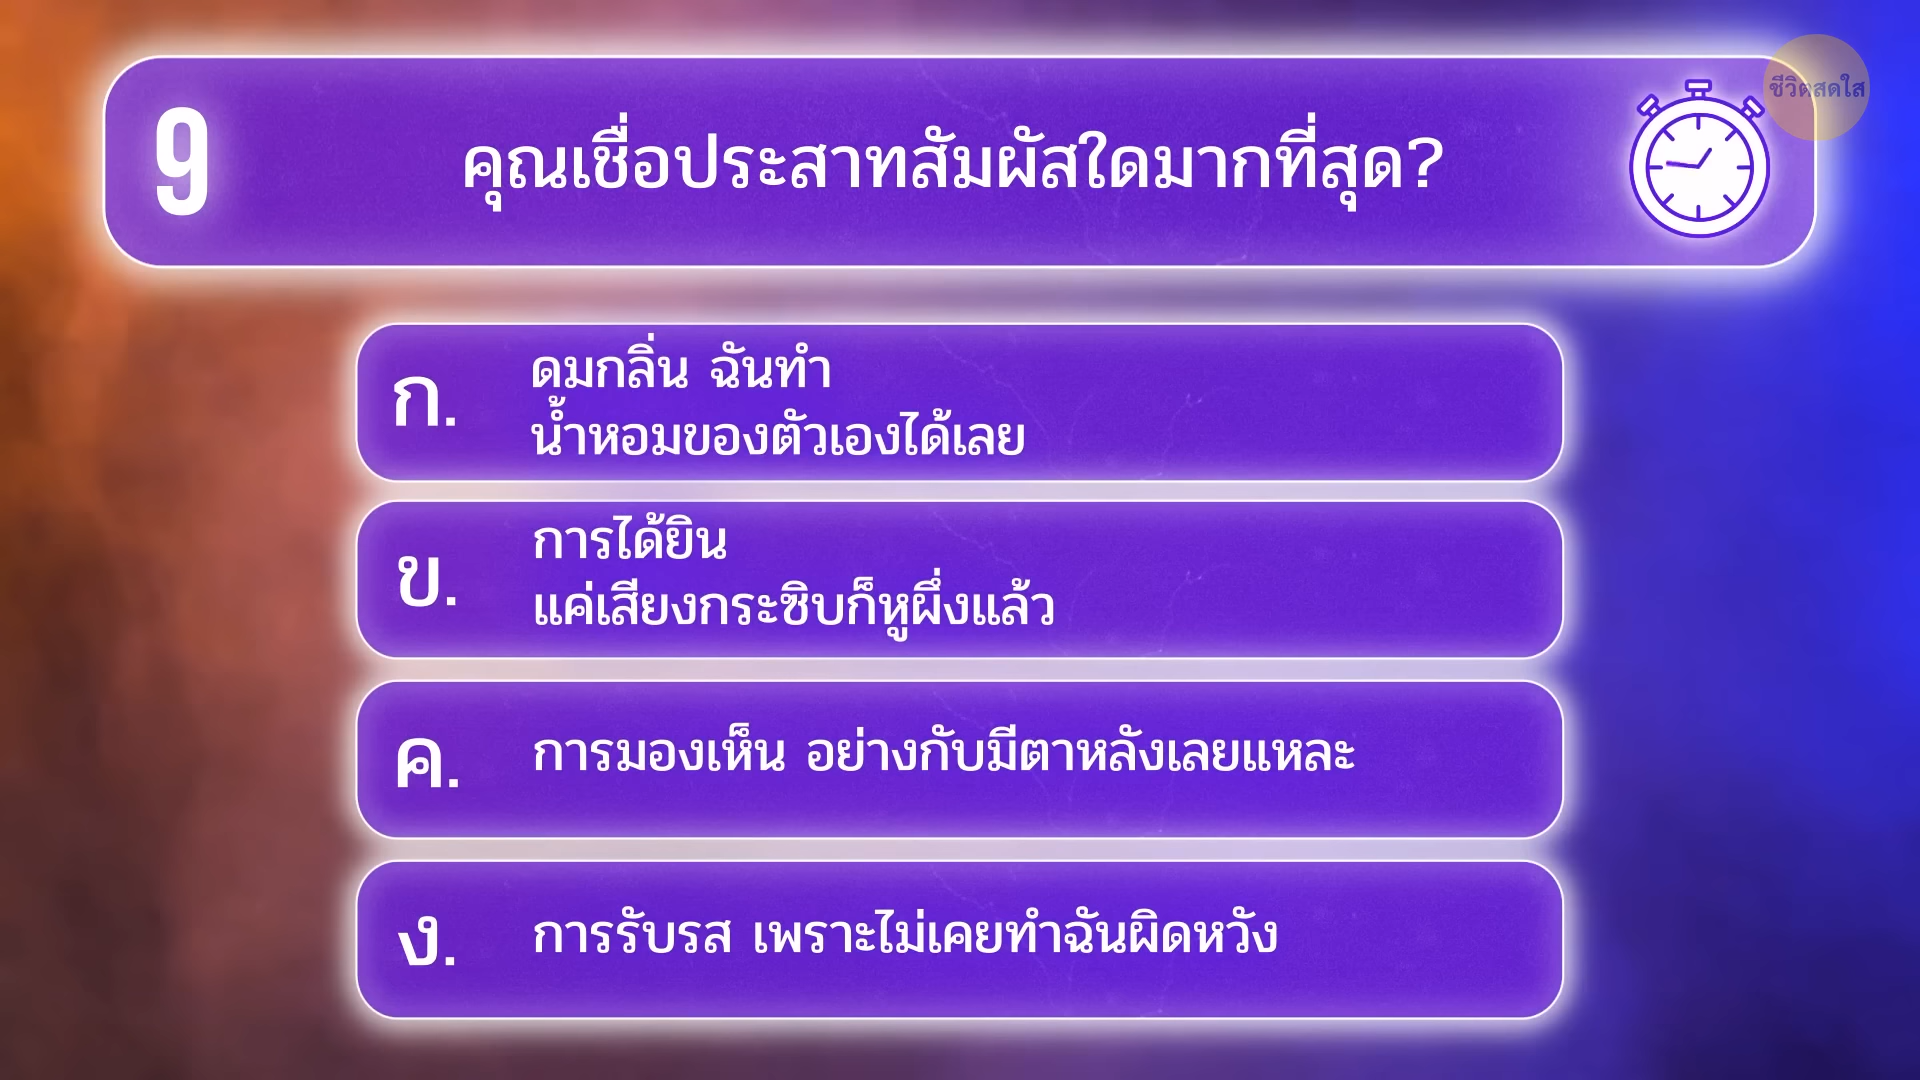 9
คุณเชื่อประสาทสัมผัสใดมากที่สุด?
ชีวิตสดใส
ก.
ดมกลิ่น ฉันทำ
น้ำหอมของตัวเองได้เลย
ข.
การได้ยิน
แค่เสียงกระซิบก็หูผึ่งแล้ว
ค.
การมองเห็น อย่างกับมีตาหลังเลยแหละ
ง.
การรับรส เพราะไม่เคยทำฉันผิดหวัง